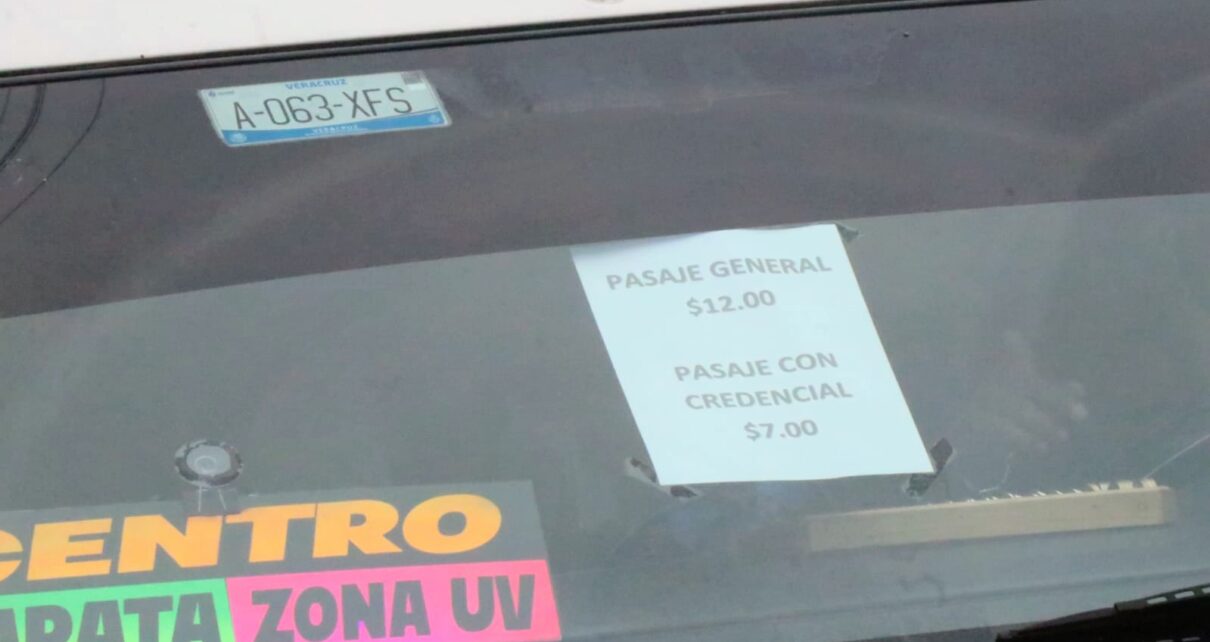 VERACRUZ
A-063-XFS
VERACRUZ
PASAJE GENERAL
$12.00
PASAJE CON
CREDENCIAL
$7.00
CENTRO
ZONA UV